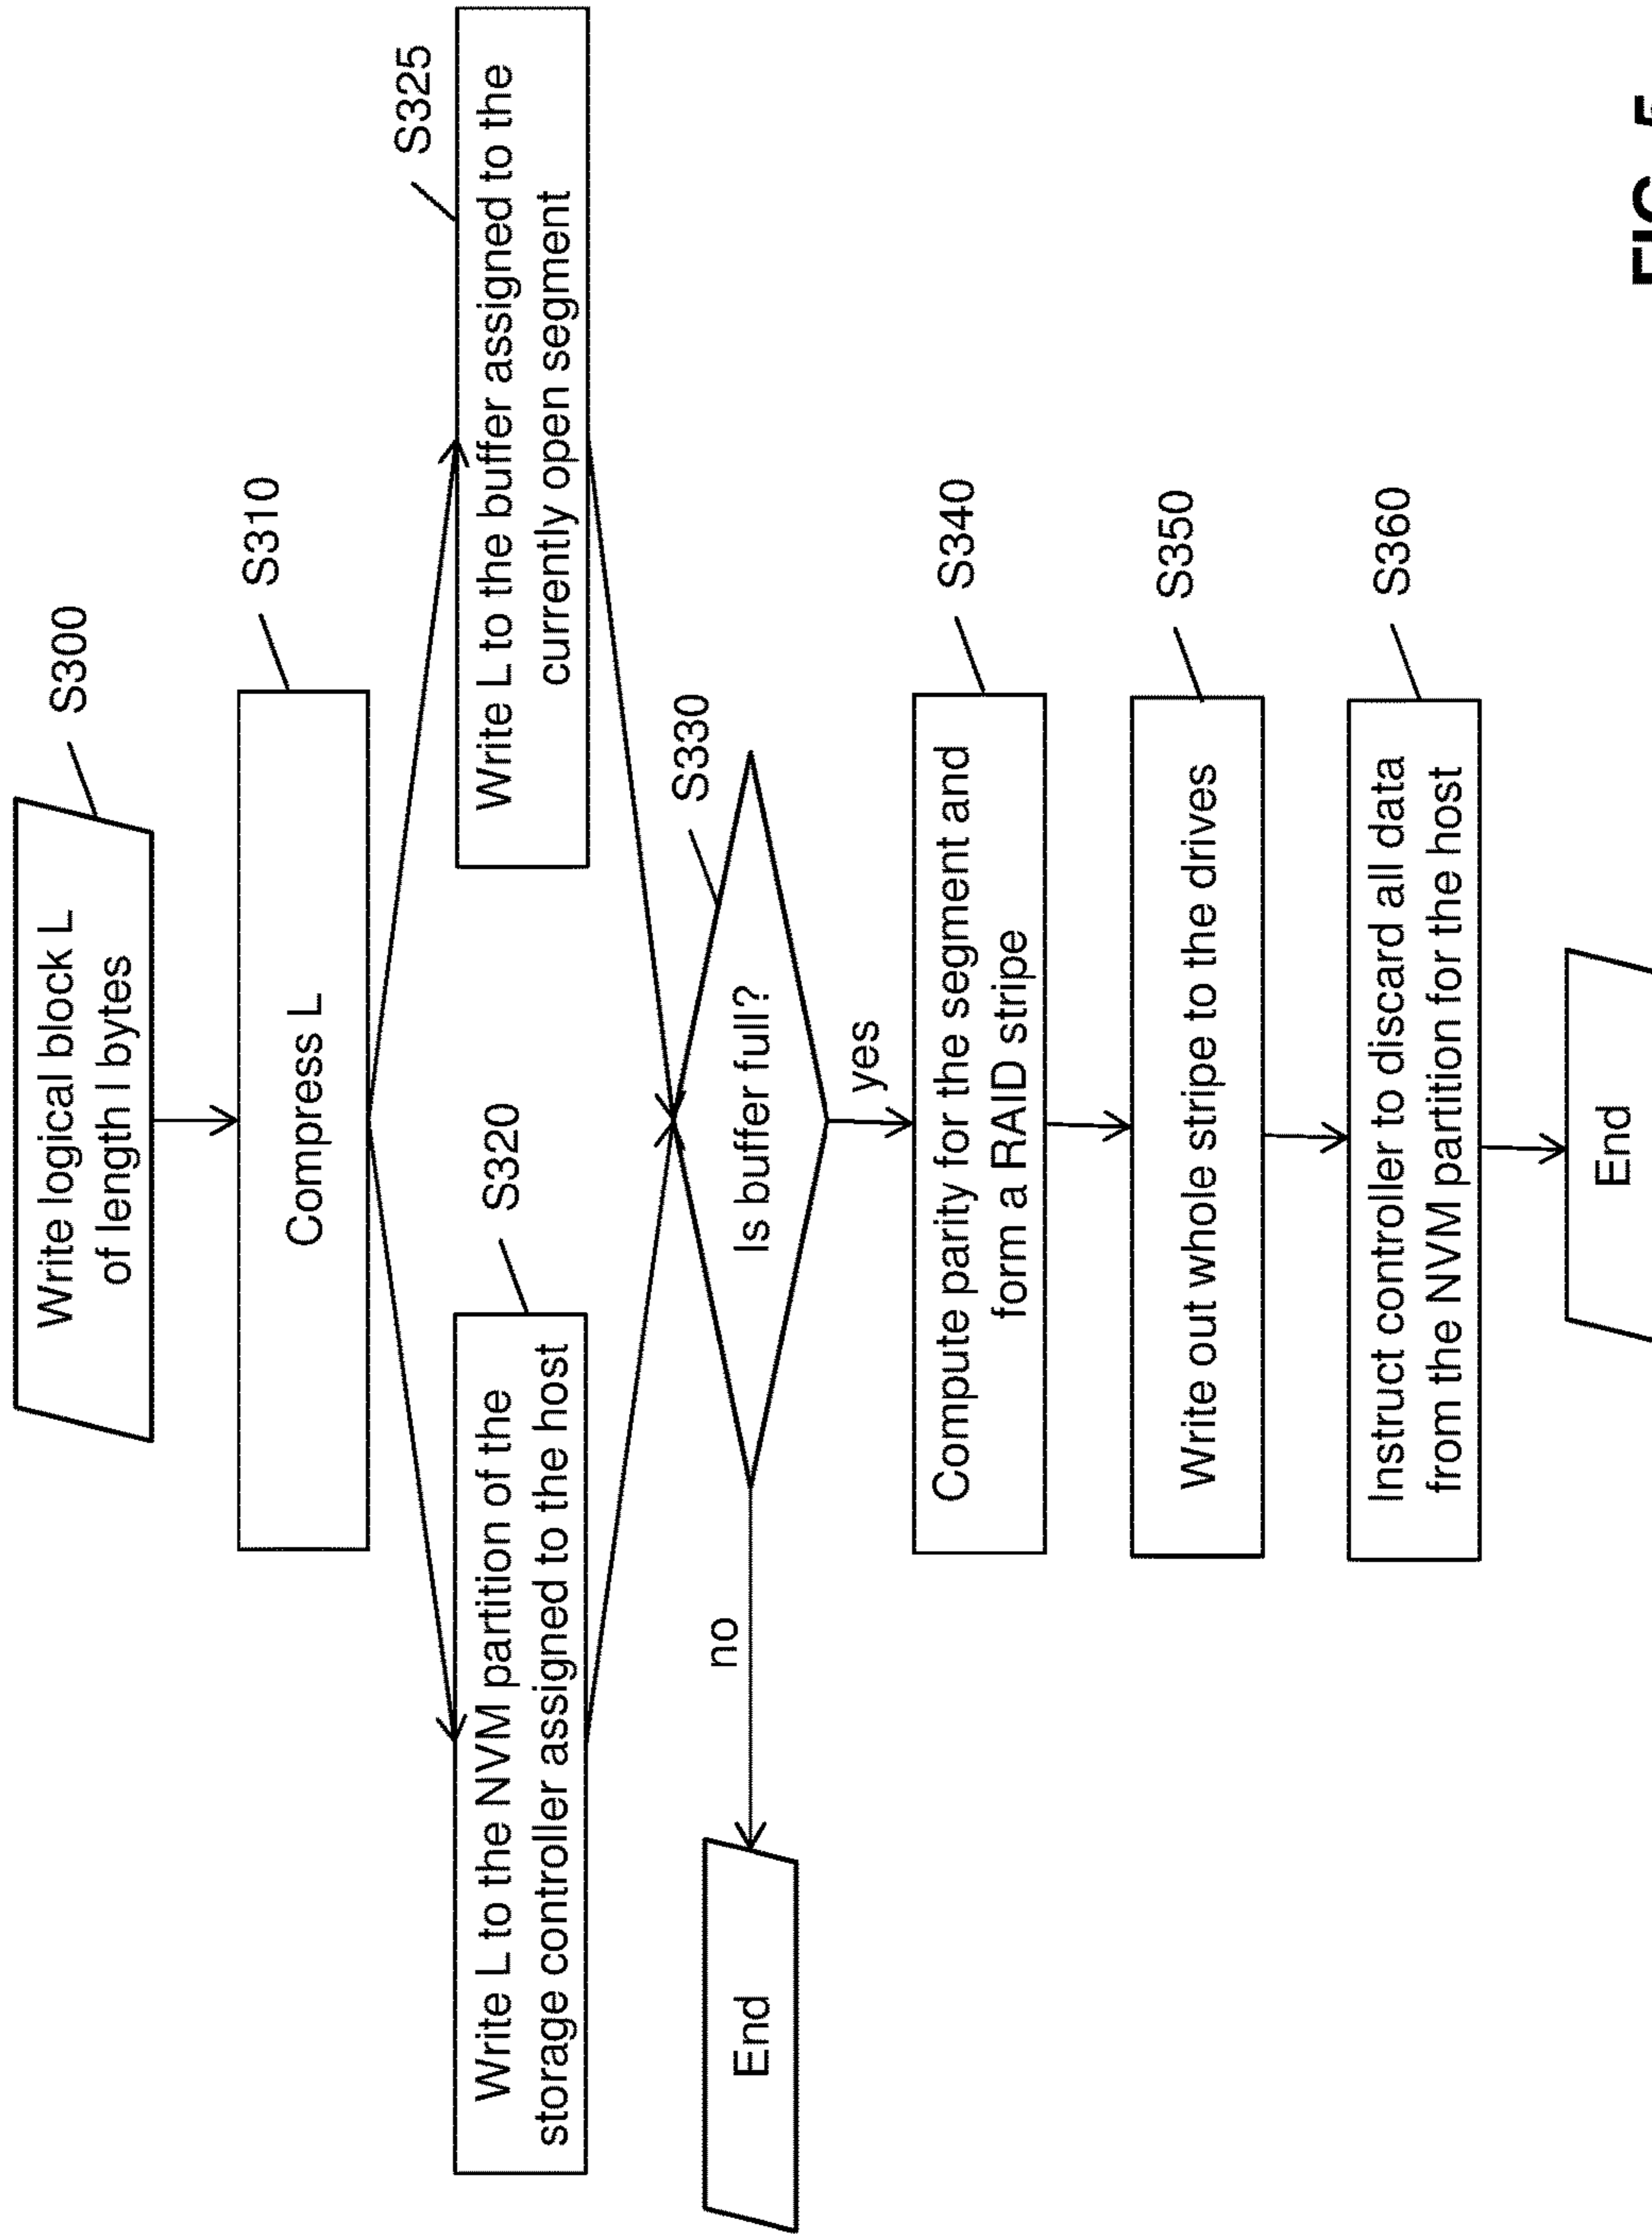 Write logical block L
of length l bytes
S300
Compress L
S310
Write L to the NVM partition of the
storage controller assigned to the host
S320
Write L to the buffer assigned to the
currently open segment
S325
Is buffer full?
S330
no
End
yes
Compute parity for the segment and
form a RAID stripe
S340
Write out whole stripe to the drives
S350
Instruct controller to discard all data
from the NVM partition for the host
S360
End
FIG. 5